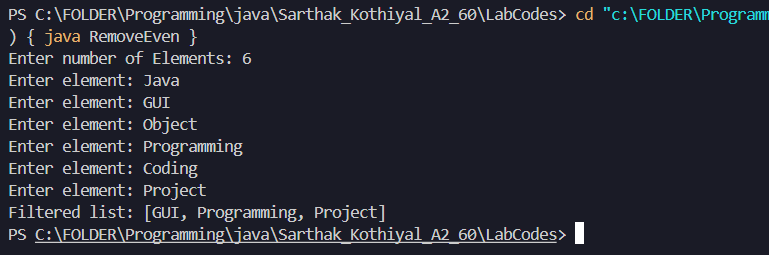 PS C:\FOLDER\Programming\java\Sarthak_Kothiyal_A2_60\LabCodes> cd "c:\FOLDER\Programm
) { java RemoveEven }
Enter number of Elements: 6
Enter element: Java
Enter element: GUI
Enter element: Object
Enter element: Programming
Enter element: Coding
Enter element: Project
Filtered list: [GUI, Programming, Project]
PS C:\FOLDER\Programming\java\Sarthak_Kothiyal_A2_60\LabCodes>